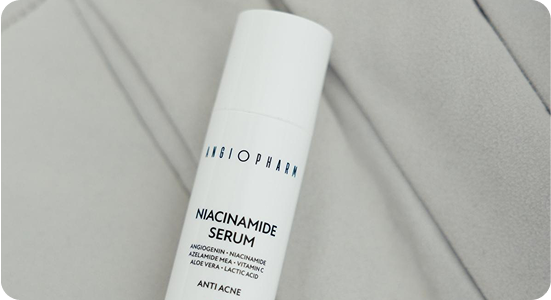 ANGIOPHARM
NIACINAMIDE
SERUM
ANGIOGENIN • NIACINAMIDE
AZELAMIDE MEA • VITAMIN C
ALOE VERA • LACTIC ACID
ANTI ACNE